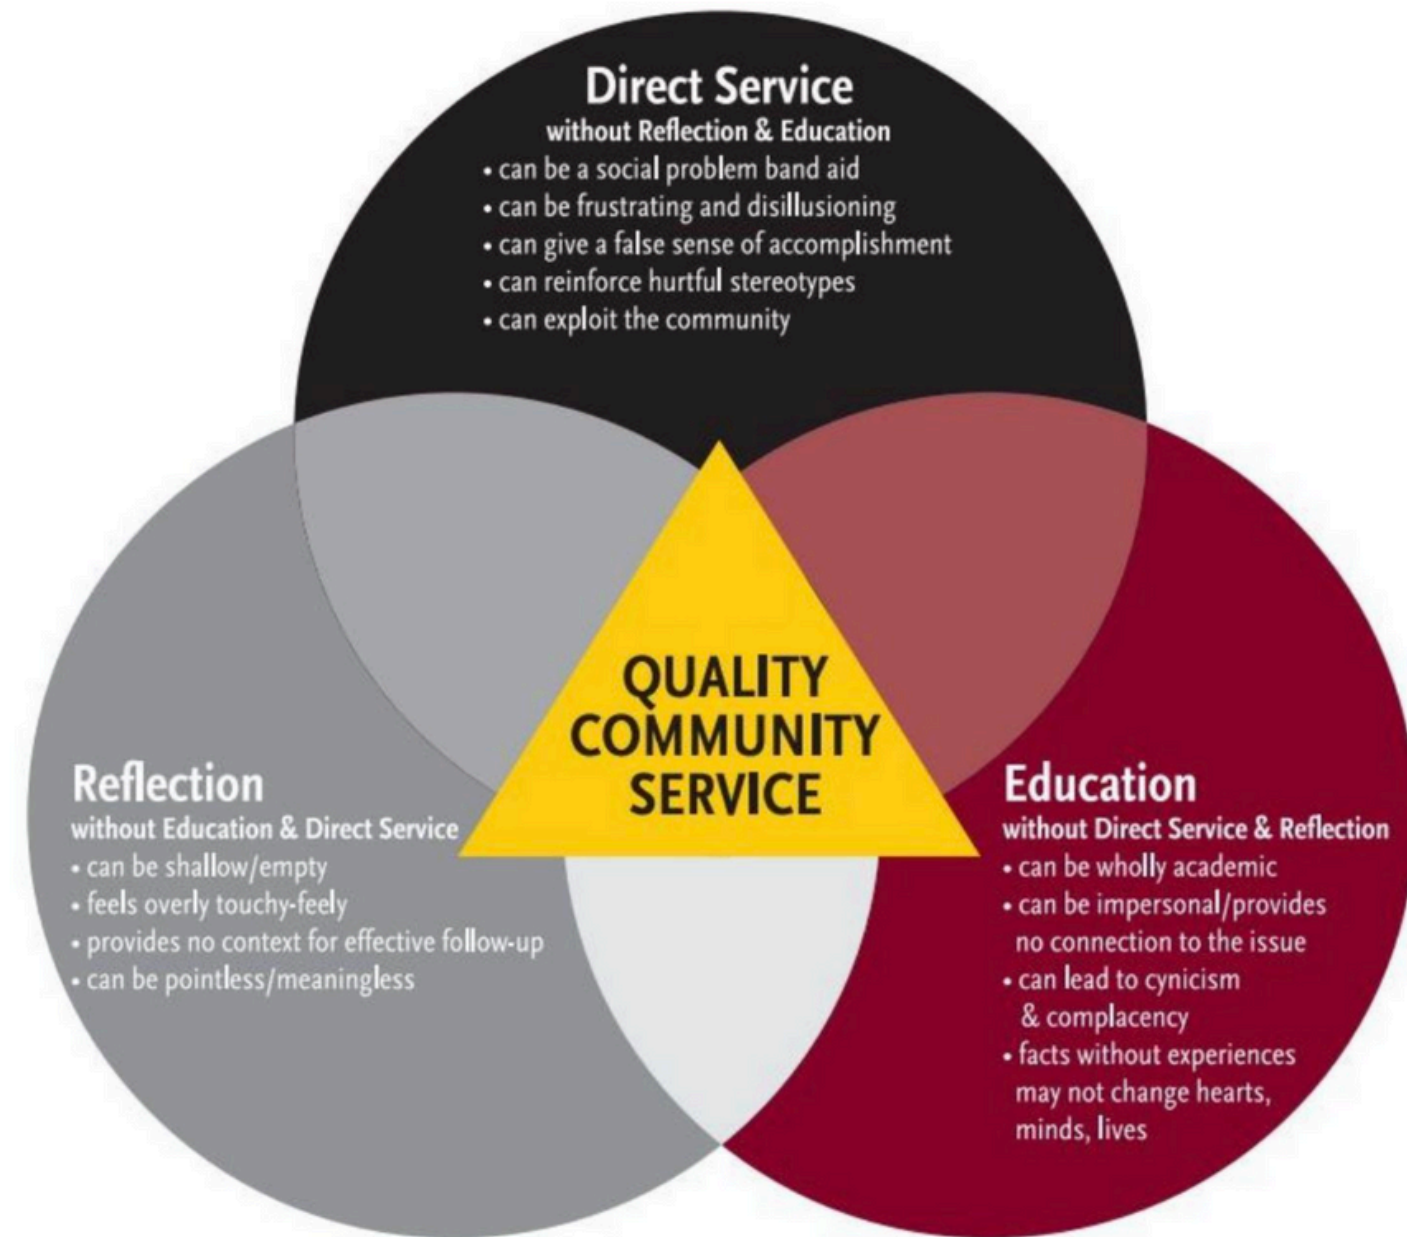 Direct Service
without Reflection & Education
• can be a social problem band aid
• can be frustrating and disillusioning
• can give a false sense of accomplishment
• can reinforce hurtful stereotypes
• can exploit the community
QUALITY
COMMUNITY
SERVICE
Reflection
without Education & Direct Service
• can be shallow/empty
• feels overly touchy-feely
• provides no context for effective follow-up
• can be pointless/meaningless
Education
without Direct Service & Reflection
• can be wholly academic
• can be impersonal/provides
no connection to the issue
• can lead to cynicism
& complacency
• facts without experiences
may not change hearts,
minds, lives